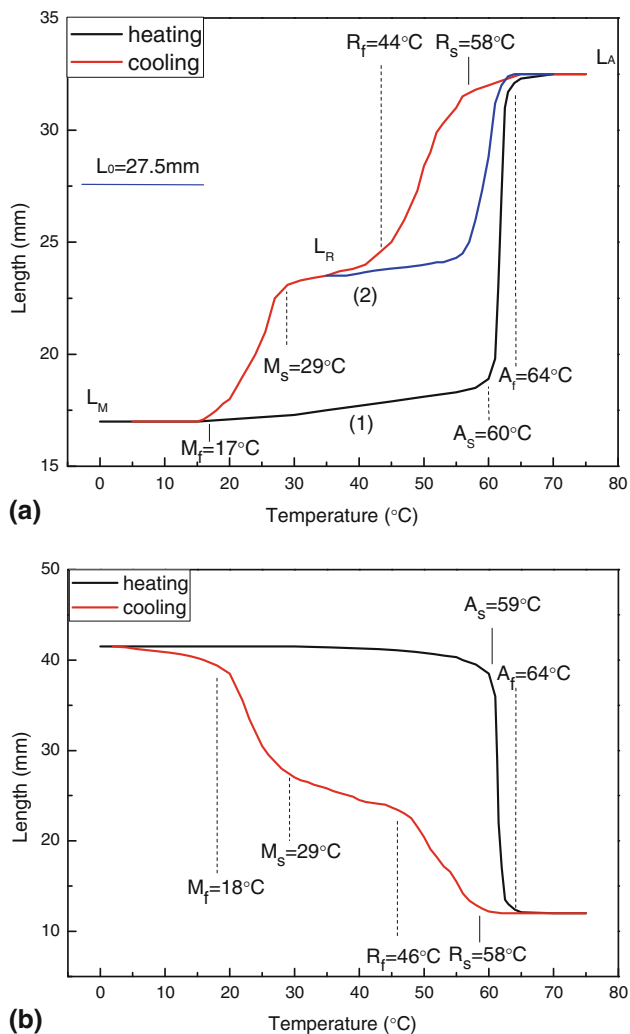 35
heating
cooling
R_f=44°C
R_s=58°C
L_A
30
L₀=27.5mm
25
L_R
(2)
Length (mm)
20
M_s=29°C
A_f=64°C
L_M
(1)
15
M_f=17°C
A_s=60°C
0 10 20 30 40 50 60 70 80
(a)
Temperature (°C)
50
heating
cooling
A_s=59°C
40
A_f=64°C
30
Length (mm)
20
M_s=29°C
M_f=18°C
10
R_f=46°C
R_s=58°C
0 10 20 30 40 50 60 70 80
(b)
Temperature (°C)